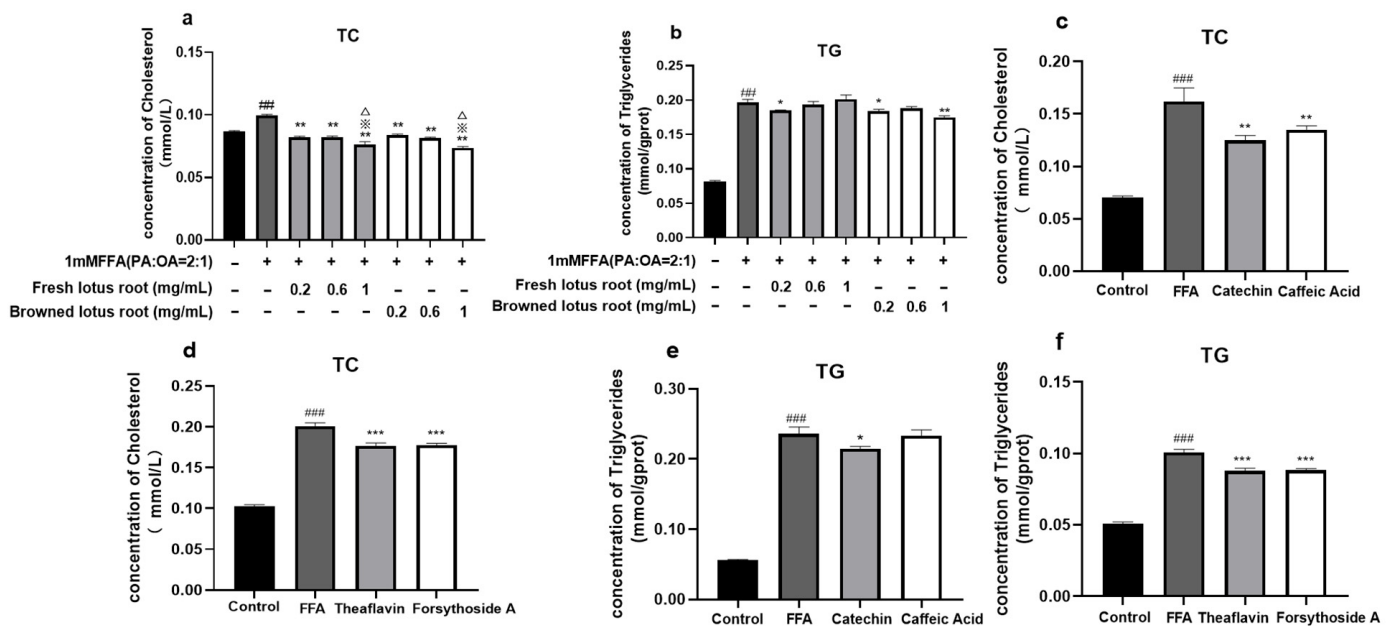 a
TC
concentration of Cholesterol
(mmol/L)
0.15
0.10
0.05
0.00
###
**
**
△
※
**
**
**
△
※
**
1mMFFA(PA:OA=2:1) – + + + + + + +
Fresh lotus root (mg/mL) – – 0.2 0.6 1 – – –
Browned lotus root (mg/mL) – – – – – 0.2 0.6 1
b
TG
concentration of Triglycerides
(mmol/gprot)
0.25
0.20
0.15
0.10
0.05
0.00
###
*
*
**
1mMFFA(PA:OA=2:1) – + + + + + + +
Fresh lotus root (mg/mL) – – 0.2 0.6 1 – – –
Browned lotus root (mg/mL) – – – – – 0.2 0.6 1
c
TC
concentration of Cholesterol
( mmol/L)
0.20
0.15
0.10
0.05
0.00
###
**
**
Control FFA Catechin Caffeic Acid
d
TC
concentration of Cholesterol
( mmol/L)
0.25
0.20
0.15
0.10
0.05
0.00
###
***
***
Control FFA Theaflavin Forsythoside A
e
TG
concentration of Triglycerides
(mmol/gprot)
0.30
0.20
0.10
0.00
###
*
Control FFA Catechin Caffeic Acid
f
TG
concentration of Triglycerides
(mmol/gprot)
0.15
0.10
0.05
0.00
###
***
***
Control FFA Theaflavin Forsythoside A